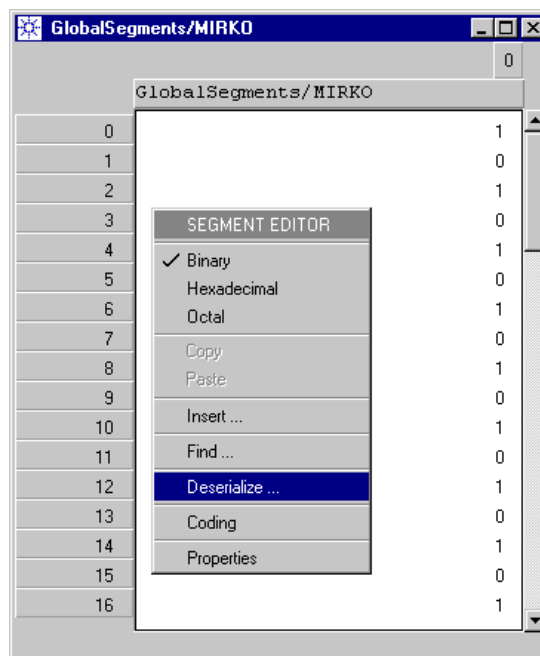 GlobalSegments/MIRKO
0
GlobalSegments/MIRKO
0 1
1 0
2 1
3 SEGMENT EDITOR 0
4 1
Binary
5 0
Hexadecimal
6 1
Octal
7 0
Copy
8 1
Paste
9 0
Insert ...
10 1
Find ...
11 0
12 Deserialize ... 1
13 Coding 0
14 1
Properties
15 0
16 1